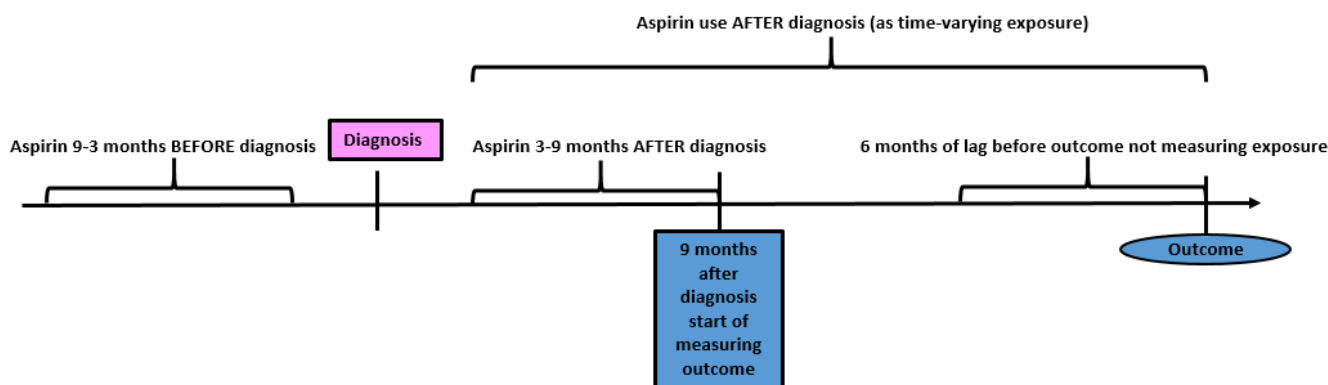 Aspirin use AFTER diagnosis (as time-varying exposure)
Aspirin 9-3 months BEFORE diagnosis
Diagnosis
Aspirin 3-9 months AFTER diagnosis
6 months of lag before outcome not measuring exposure
9 months
after
diagnosis
start of
measuring
outcome
Outcome